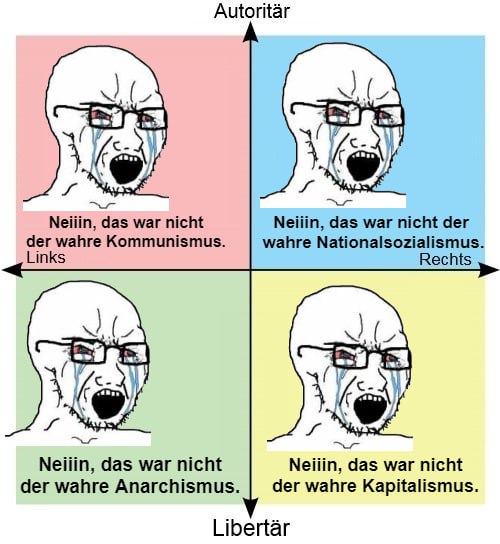 Autoritär
Neiiin, das war nicht
der wahre Kommunismus.
Neiiin, das war nicht der
wahre Nationalsozialismus.
Links
Rechts
Neiiin, das war nicht
der wahre Anarchismus.
Neiiin, das war nicht
der wahre Kapitalismus.
Libertär